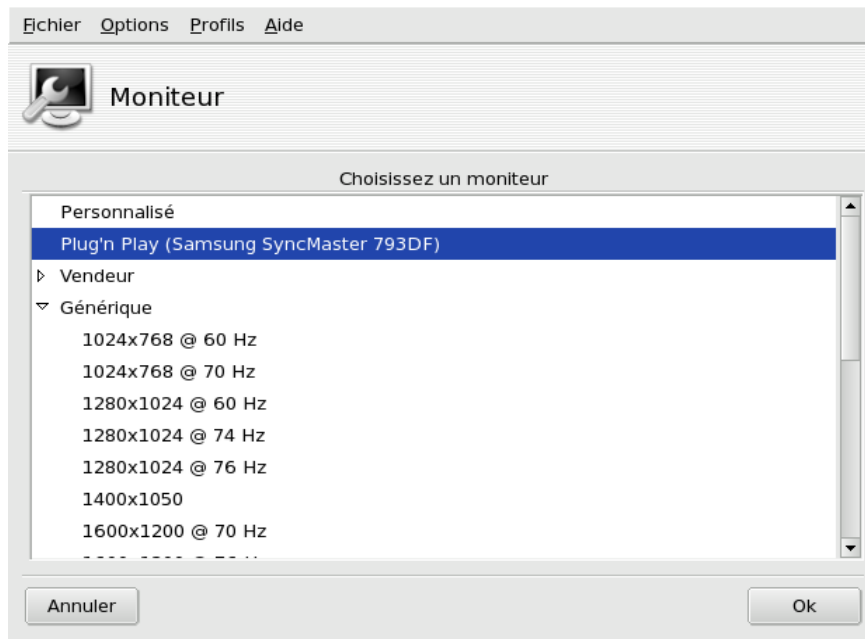 Fichier Options Profils Aide
Moniteur
Choisissez un moniteur
Personnalisé
Plug'n Play (Samsung SyncMaster 793DF)
Vendeur
Générique
1024x768 @ 60 Hz
1024x768 @ 70 Hz
1280x1024 @ 60 Hz
1280x1024 @ 74 Hz
1280x1024 @ 76 Hz
1400x1050
1600x1200 @ 70 Hz
Annuler Ok